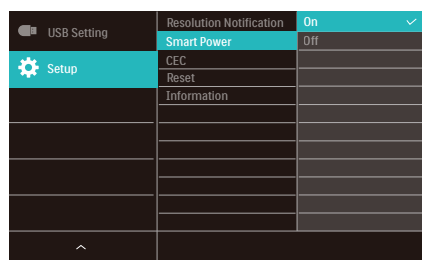 USB Setting
Setup
Resolution Notification
Smart Power
CEC
Reset
Information
On
Off